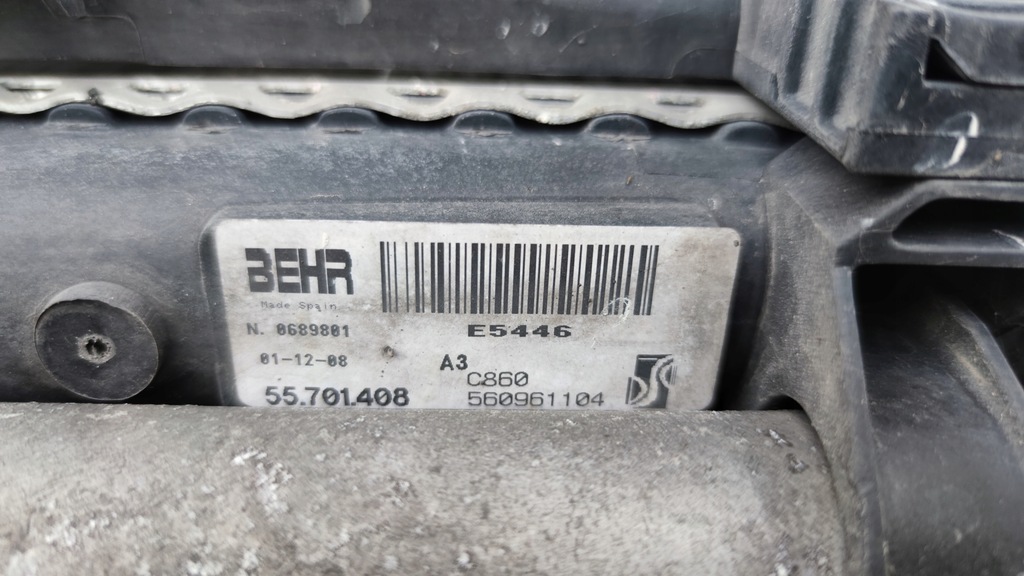 BEHR
Made Spain
N. 0689801
E5446
01-12-08
A3
C860
55.701.408
560961104